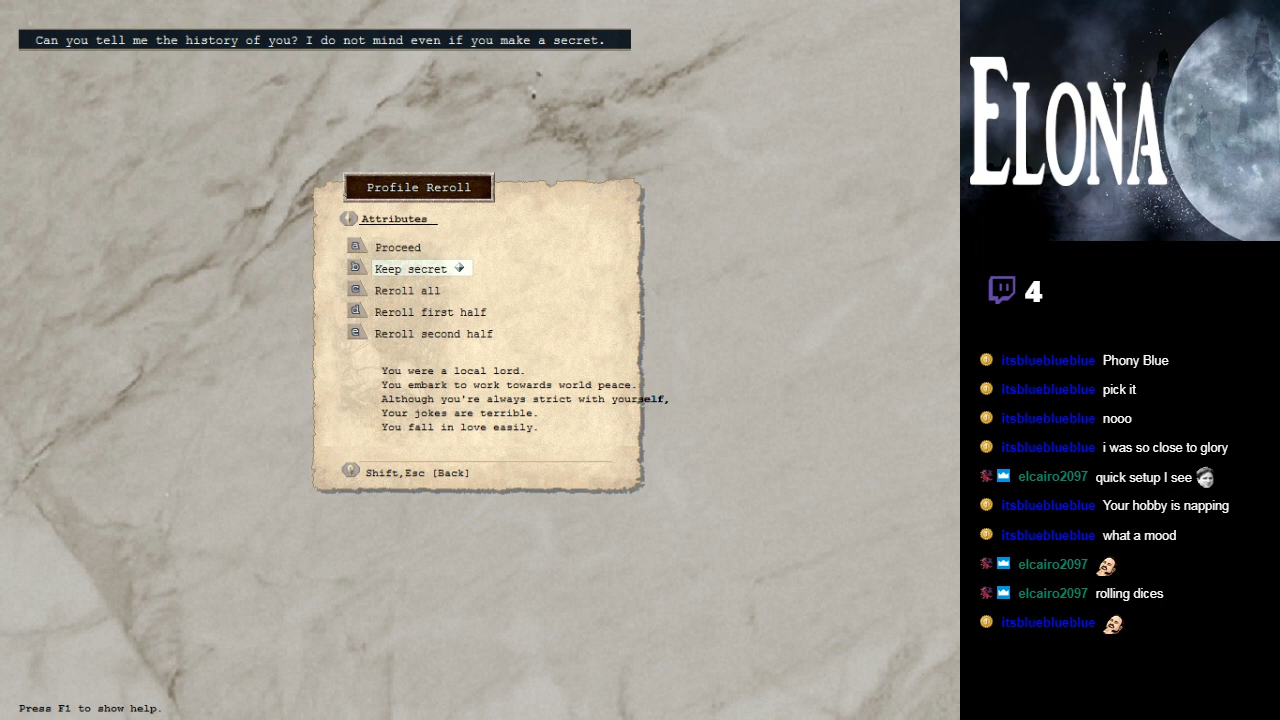 Can you tell me the history of you? I do not mind even if you make a secret.
Profile Reroll
Attributes
a Proceed
b Keep secret
c Reroll all
d Reroll first half
e Reroll second half
You were a local lord.
You embark to work towards world peace.
Although you're always strict with yourself,
Your jokes are terrible.
You fall in love easily.
Shift,Esc [Back]
Press F1 to show help.
ELONA
4
itsblueblueblue Phony Blue
itsblueblueblue pick it
itsblueblueblue nooo
itsblueblueblue i was so close to glory
elcairo2097 quick setup I see
itsblueblueblue Your hobby is napping
itsblueblueblue what a mood
elcairo2097
elcairo2097 rolling dices
itsblueblueblue